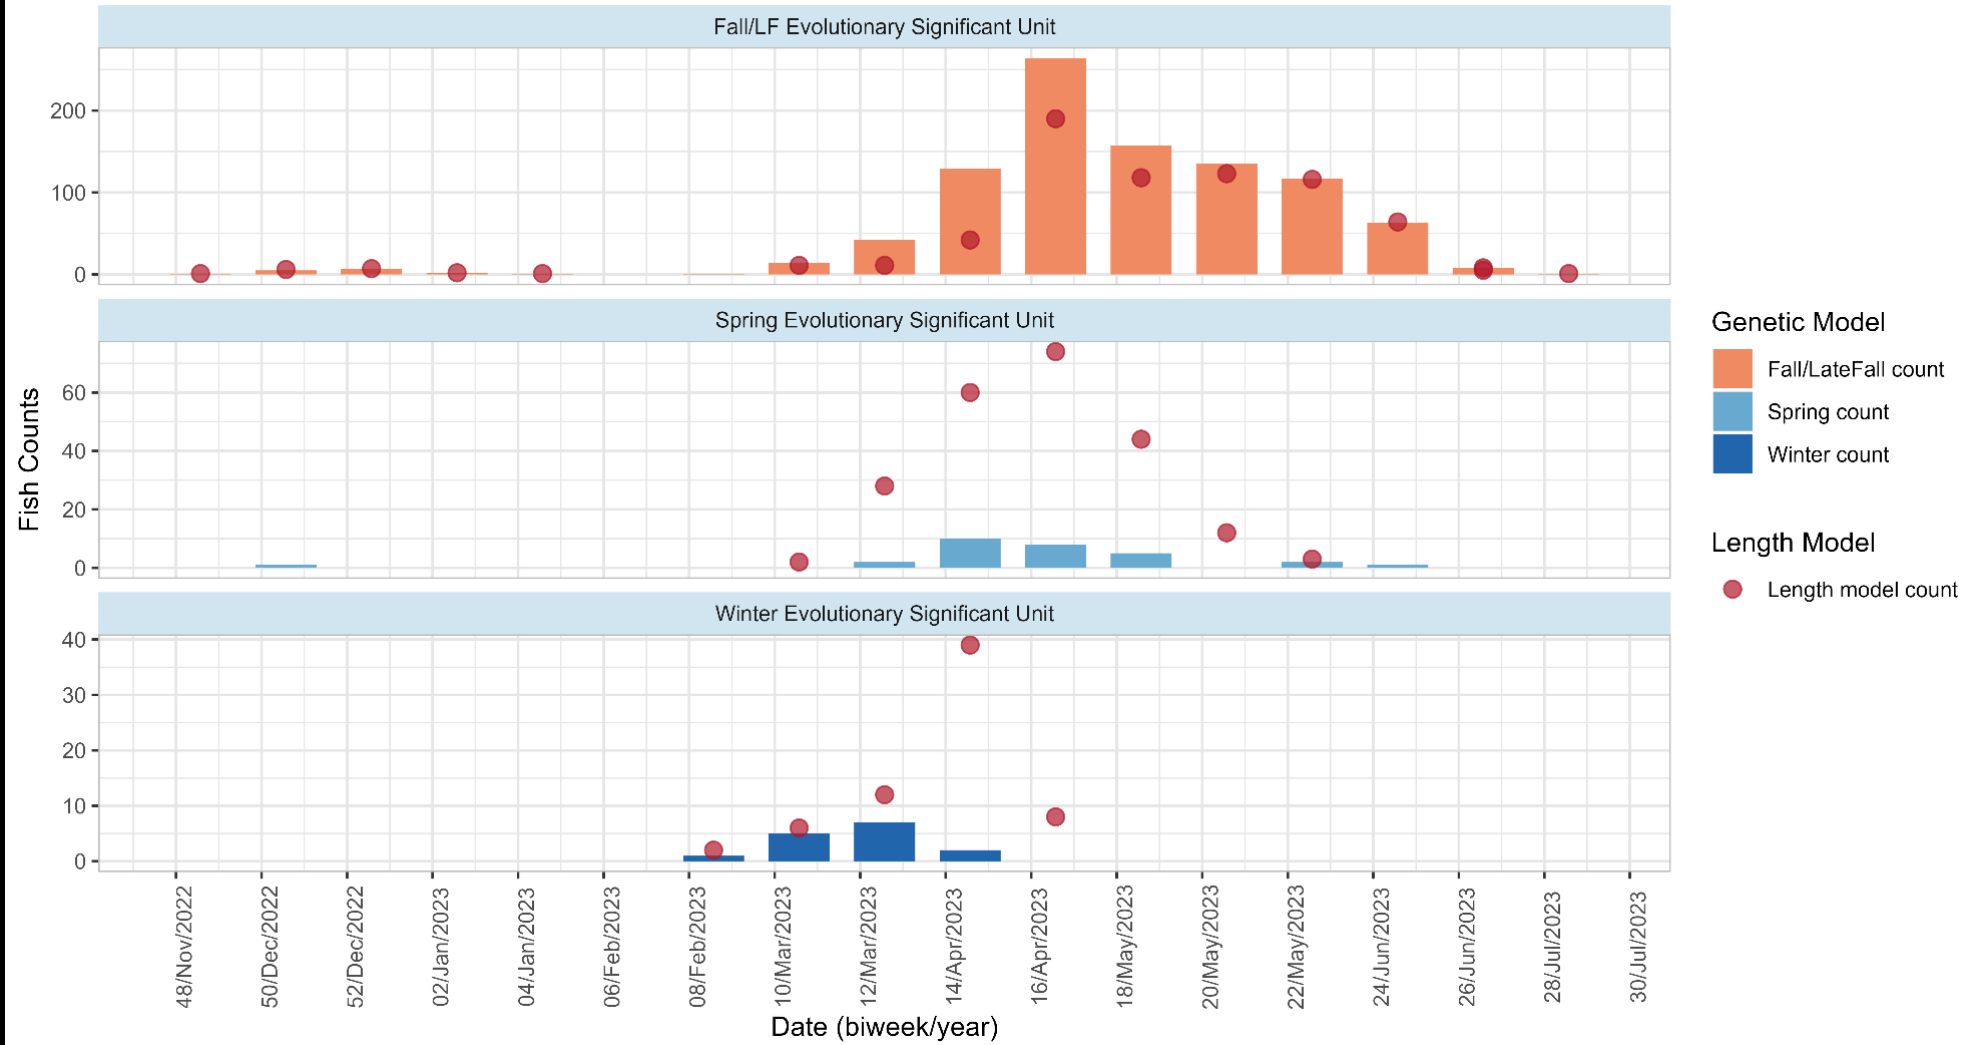 Fall/LF Evolutionary Significant Unit
200
100
0
Spring Evolutionary Significant Unit
60
40
20
0
Winter Evolutionary Significant Unit
40
30
20
10
0
Fish Counts
48/Nov/2022
50/Dec/2022
52/Dec/2022
02/Jan/2023
04/Jan/2023
06/Feb/2023
08/Feb/2023
10/Mar/2023
12/Mar/2023
14/Apr/2023
16/Apr/2023
18/May/2023
20/May/2023
22/May/2023
24/Jun/2023
26/Jun/2023
28/Jul/2023
30/Jul/2023
Date (biweek/year)
Genetic Model
Fall/LateFall count
Spring count
Winter count
Length Model
Length model count